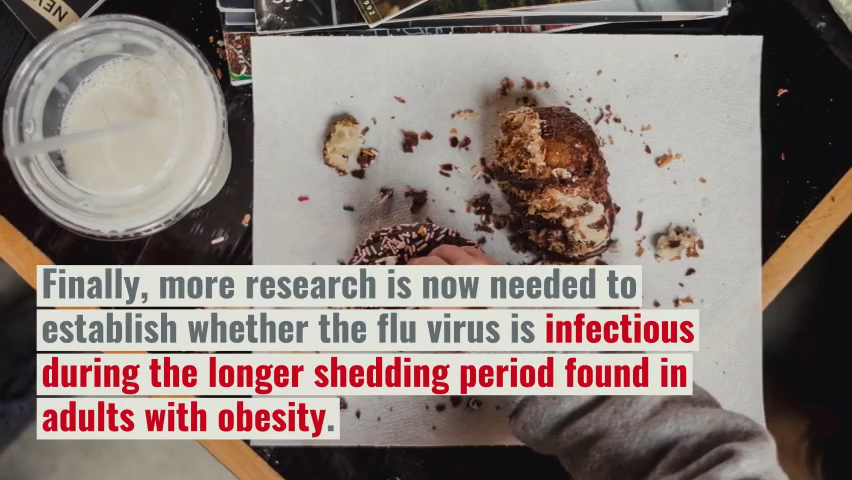 Finally, more research is now needed to
establish whether the flu virus is infectious
during the longer shedding period found in
adults with obesity.